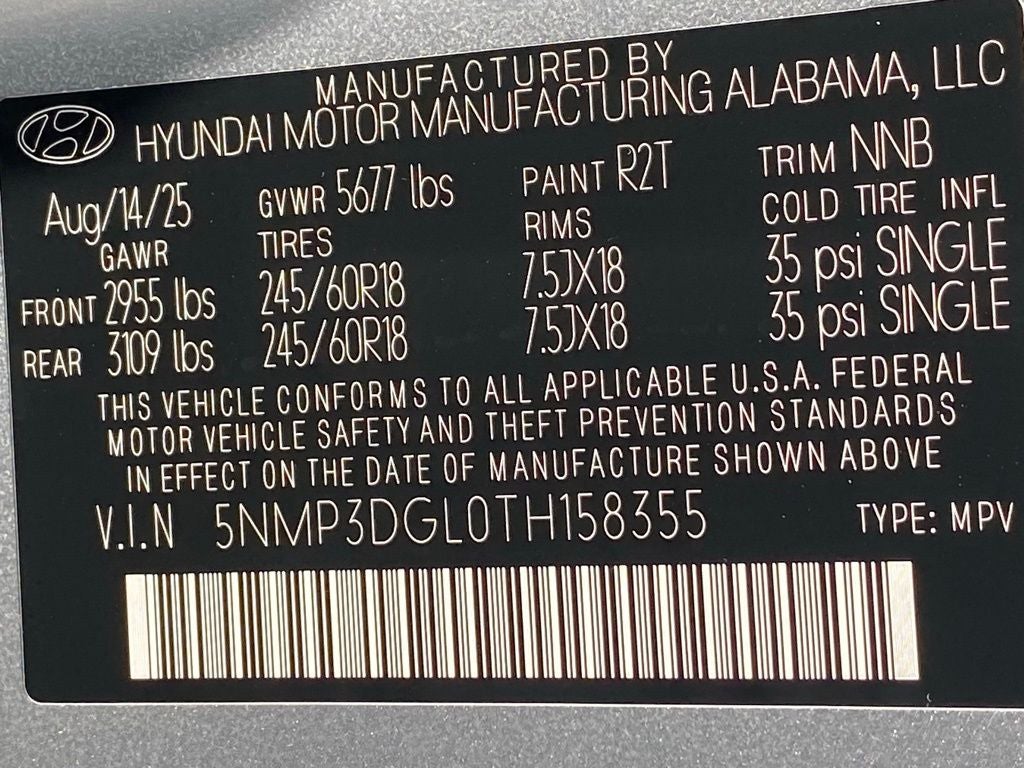 MANUFACTURED BY
HYUNDAI MOTOR MANUFACTURING ALABAMA, LLC
Aug/14/25 GVWR 5677 lbs PAINT R2T TRIM NNB
GAWR TIRES RIMS COLD TIRE INFL
FRONT 2955 lbs 245/60R18 7.5JX18 35 psi SINGLE
REAR 3109 lbs 245/60R18 7.5JX18 35 psi SINGLE
THIS VEHICLE CONFORMS TO ALL APPLICABLE U.S.A. FEDERAL
MOTOR VEHICLE SAFETY AND THEFT PREVENTION STANDARDS
IN EFFECT ON THE DATE OF MANUFACTURE SHOWN ABOVE
V.I.N 5NMP3DGL0TH158355 TYPE: MPV